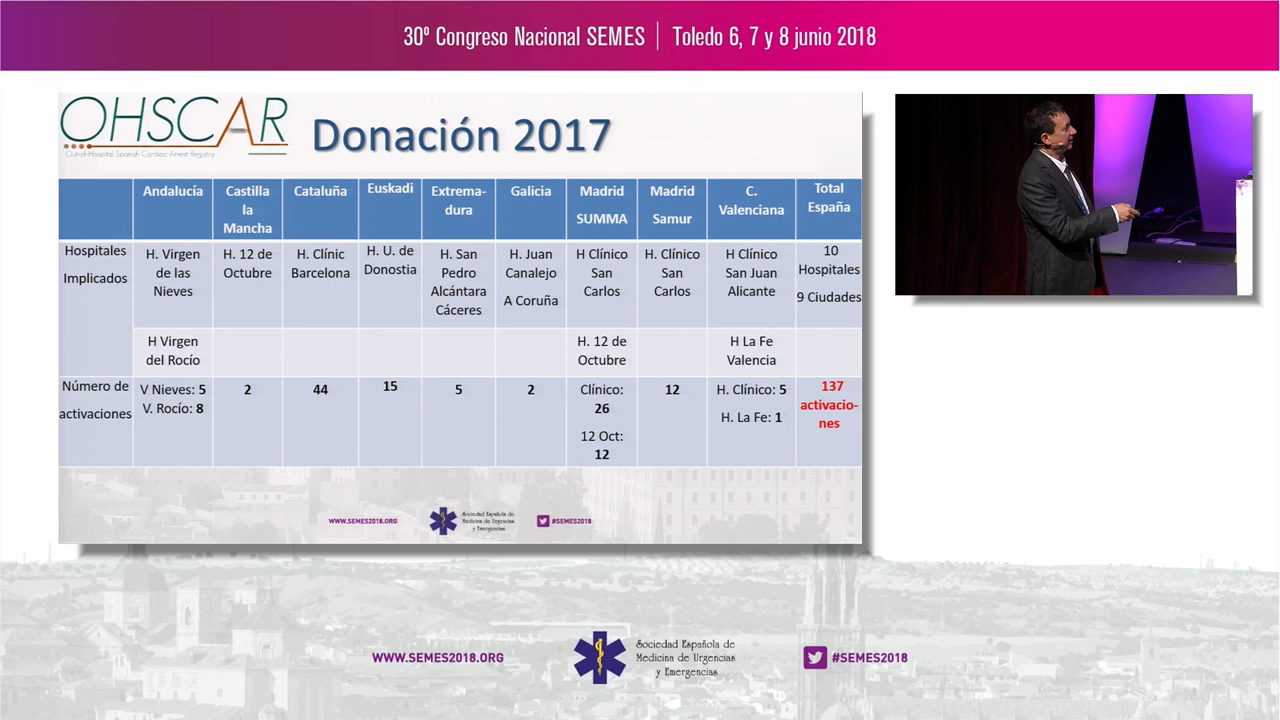 30º Congreso Nacional SEMES | Toledo 6, 7 y 8 junio 2018
OHSCAR
Out-of-Hospital Spanish Cardiac Arrest Registry
Donación 2017
Andalucía
Castilla
la
Mancha
Cataluña
Euskadi
Extrema-
dura
Galicia
Madrid
SUMMA
Madrid
Samur
C.
Valenciana
Total
España
Hospitales
Implicados
H. Virgen
de las
Nieves
H. 12 de
Octubre
H. Clínic
Barcelona
H. U. de
Donostia
H. San
Pedro
Alcántara
Cáceres
H. Juan
Canalejo
A Coruña
H Clínico
San
Carlos
H. Clínico
San
Carlos
H Clínico
San Juan
Alicante
10
Hospitales
9 Ciudades
H Virgen
del Rocío
H. 12 de
Octubre
H La Fe
Valencia
Número de
activaciones
V Nieves: 5
V. Rocío: 8
2
44
15
5
2
Clínico:
26
12 Oct:
12
12
H. Clínico: 5
H. La Fe: 1
137
activacio-
nes
WWW.SEMES2018.ORG
Sociedad Española de
Medicina de Urgencias
y Emergencias
#SEMES2018
WWW.SEMES2018.ORG
Sociedad Española de
Medicina de Urgencias
y Emergencias
#SEMES2018